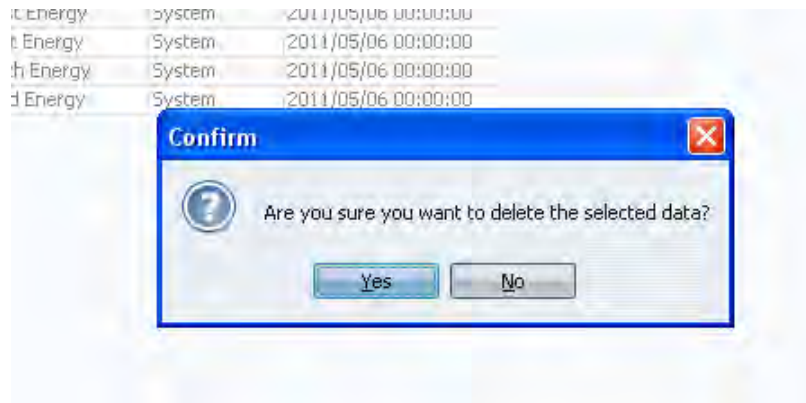 Energy System 2011/05/06 00:00:00
Energy System 2011/05/06 00:00:00
Energy System 2011/05/06 00:00:00
Energy System 2011/05/06 00:00:00
Confirm
Are you sure you want to delete the selected data?
Yes No